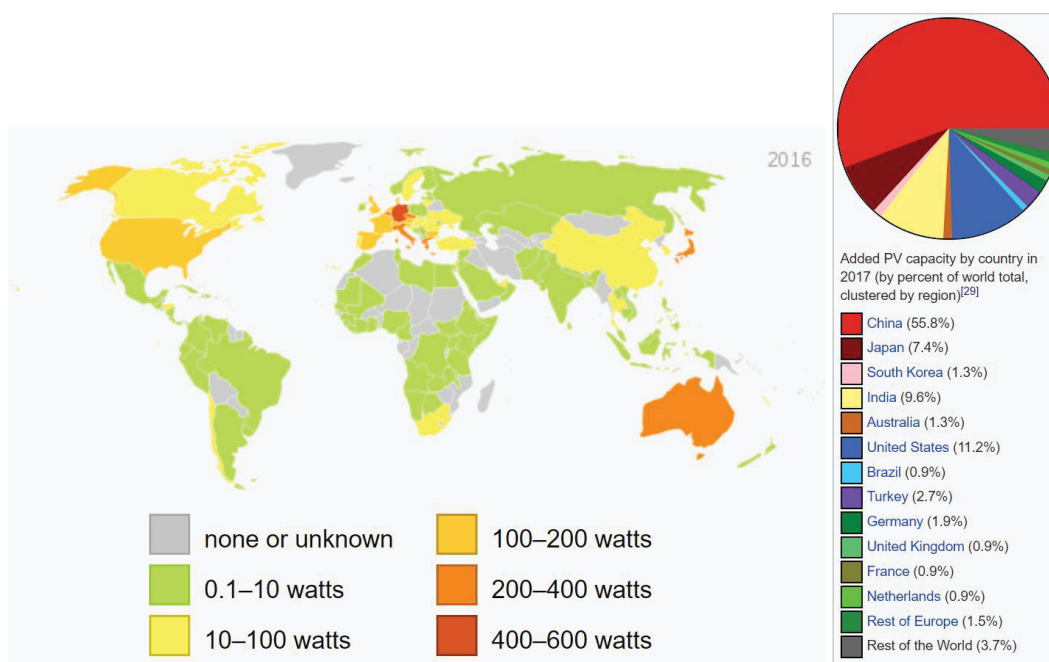 2016
none or unknown
0.1–10 watts
10–100 watts
100–200 watts
200–400 watts
400–600 watts
Added PV capacity by country in
2017 (by percent of world total,
clustered by region)[29]
China (55.8%)
Japan (7.4%)
South Korea (1.3%)
India (9.6%)
Australia (1.3%)
United States (11.2%)
Brazil (0.9%)
Turkey (2.7%)
Germany (1.9%)
United Kingdom (0.9%)
France (0.9%)
Netherlands (0.9%)
Rest of Europe (1.5%)
Rest of the World (3.7%)